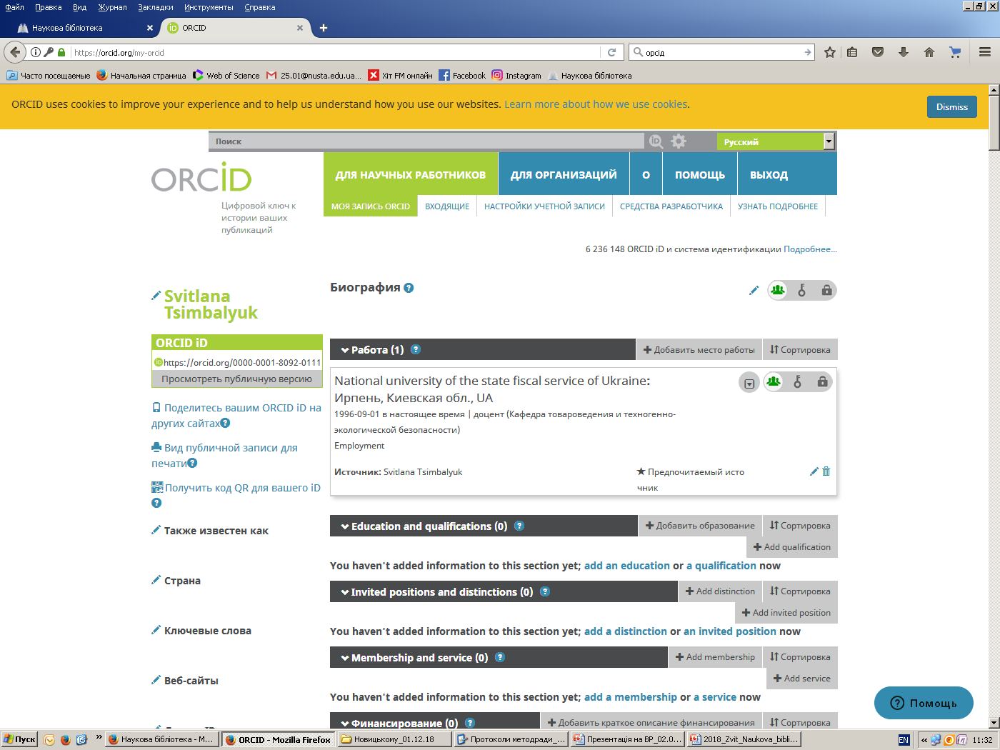 Файл Правка Вид Журнал Закладки Инструменты Справка
Наукова бібліотека × ORCID × +
https://orcid.org/my-orcid орсід
Часто посещаемые Начальная страница Web of Science 25.01@nusta.edu.ua... Хіт FM онлайн Facebook Instagram Наукова бібліотека
ORCID uses cookies to improve your experience and to help us understand how you use our websites. Learn more about how we use cookies.
Dismiss
Поиск Русский
ORCID
Цифровой ключ к
истории ваших
публикаций
ДЛЯ НАУЧНЫХ РАБОТНИКОВ ДЛЯ ОРГАНИЗАЦИЙ О ПОМОЩЬ ВЫХОД
МОЯ ЗАПИСЬ ORCID ВХОДЯЩИЕ НАСТРОЙКИ УЧЕТНОЙ ЗАПИСИ СРЕДСТВА РАЗРАБОТЧИКА УЗНАТЬ ПОДРОБНЕЕ
6 236 148 ORCID iD и система идентификации Подробнее...
Svitlana
Tsimbalyuk
ORCID iD
https://orcid.org/0000-0001-8092-0111
Просмотреть публичную версию
Поделитесь вашим ORCID iD на
других сайтах
Вид публичной записи для
печати
Получить код QR для вашего iD
Также известен как
Страна
Ключевые слова
Веб-сайты
Биография
Работа (1) Добавить место работы Сортировка
National university of the state fiscal service of Ukraine:
Ирпень, Киевская обл., UA
1996-09-01 в настоящее время | доцент (Кафедра товароведения и техногенно-
экологической безопасности)
Employment
Источник: Svitlana Tsimbalyuk Предпочитаемый исто
чник
Education and qualifications (0) Добавить образование Сортировка
Add qualification
You haven't added information to this section yet; add an education or a qualification now
Invited positions and distinctions (0) Add distinction Сортировка
Add invited position
You haven't added information to this section yet; add a distinction or an invited position now
Membership and service (0) Add membership Сортировка
Add service
You haven't added information to this section yet; add a membership or a service now
Финансирование (0) Добавить краткое описание финансирования Сортировка
Помощь
Пуск » Наукова бібліотека - M... ORCID - Mozilla Firefox Новицькому_01.12.18 Протоколи методради_... Презентація на ВР_02.0... 2018_Zvit_Naukova_bibli... EN « 11:32